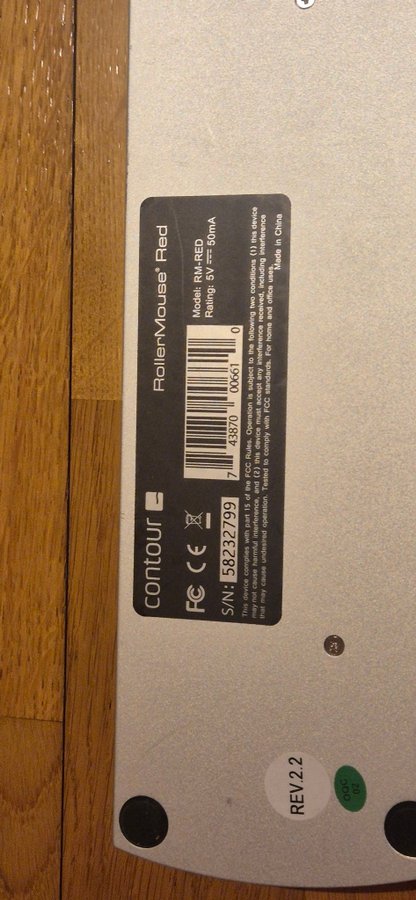 contour
RollerMouse® Red
FC CE
Model: RM-RED
Rating: 5V ⎓ 50mA
7 43870 00661 0
S/N: 58232799
This device complies with part 15 of the FCC Rules. Operation is subject to the following two conditions (1) this device
may not cause harmful interference, and (2) this device must accept any interference received, including interference
that may cause undesired operation. Tested to comply with FCC standards. For home and office uses.
Made in China
REV.2.2
OQC
02